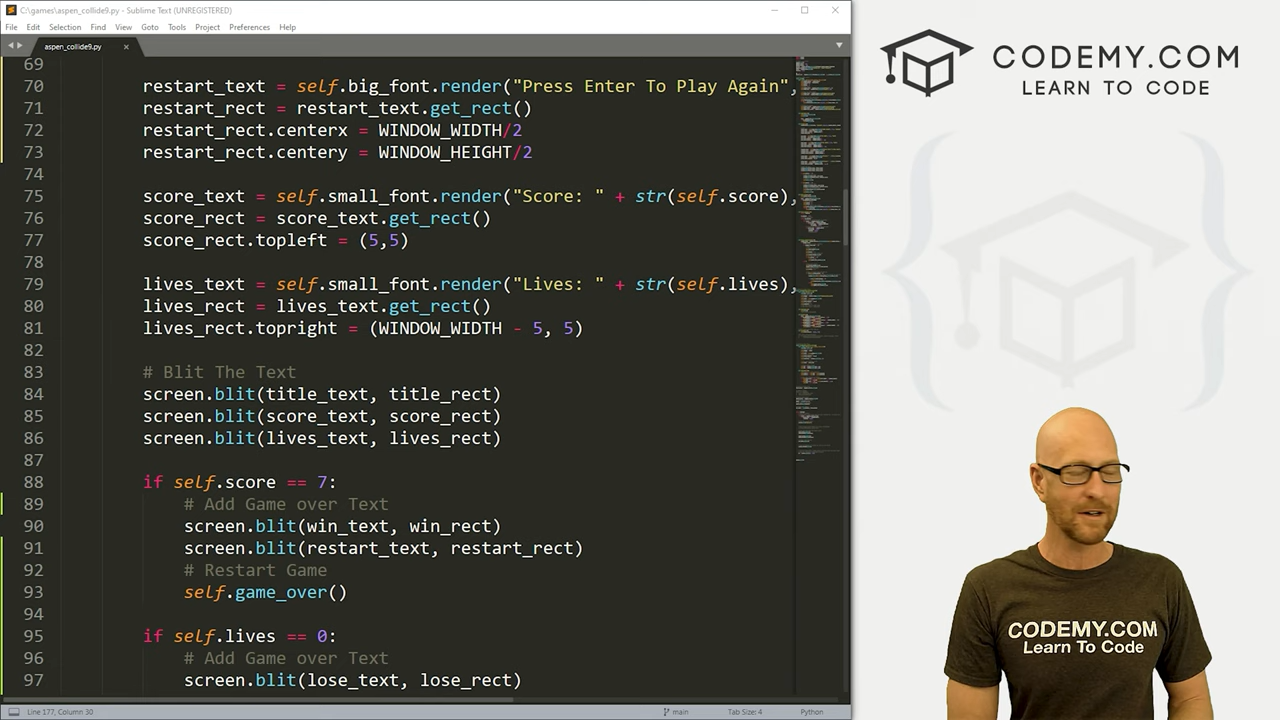 C:\games\aspen_collide9.py - Sublime Text (UNREGISTERED)
File Edit Selection Find View Goto Tools Project Preferences Help
aspen_collide9.py
69
70 restart_text = self.big_font.render("Press Enter To Play Again",
71 restart_rect = restart_text.get_rect()
72 restart_rect.centerx = WINDOW_WIDTH/2
73 restart_rect.centery = WINDOW_HEIGHT/2
74
75 score_text = self.small_font.render("Score: " + str(self.score),
76 score_rect = score_text.get_rect()
77 score_rect.topleft = (5,5)
78
79 lives_text = self.small_font.render("Lives: " + str(self.lives),
80 lives_rect = lives_text.get_rect()
81 lives_rect.topright = (WINDOW_WIDTH - 5, 5)
82
83 # Blit The Text
84 screen.blit(title_text, title_rect)
85 screen.blit(core_text, score_rect)
86 screen.blit(lives_text, lives_rect)
87
88 if self.score == 7:
89 # Add Game over Text
90 screen.blit(win_text, win_rect)
91 screen.blit(restart_text, restart_rect)
92 # Restart Game
93 self.game_over()
94
95 if self.lives == 0:
96 # Add Game over Text
97 screen.blit(lose_text, lose_rect)
Line 177, Column 30 main Tab Size: 4 Python
CODEMY.COM
LEARN TO CODE
CODEMY.COM
Learn To Code